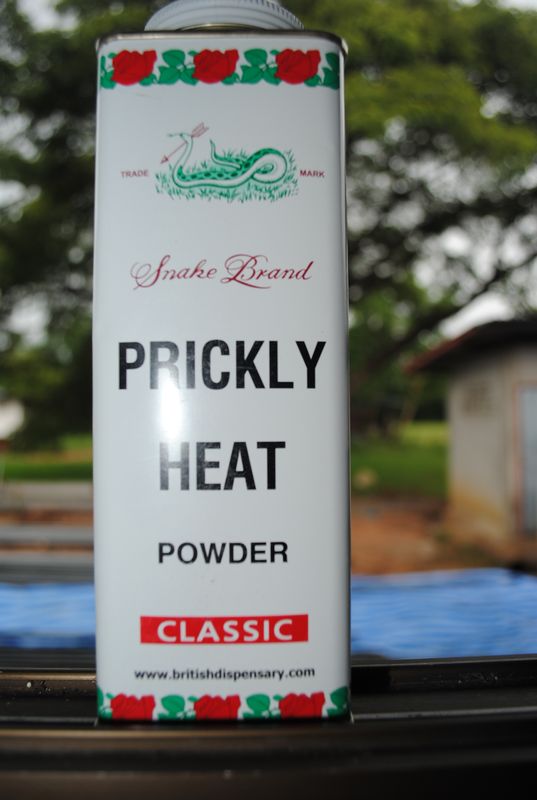 TRADE MARK
Snake Brand
PRICKLY
HEAT
POWDER
CLASSIC
www.britishdispensary.com